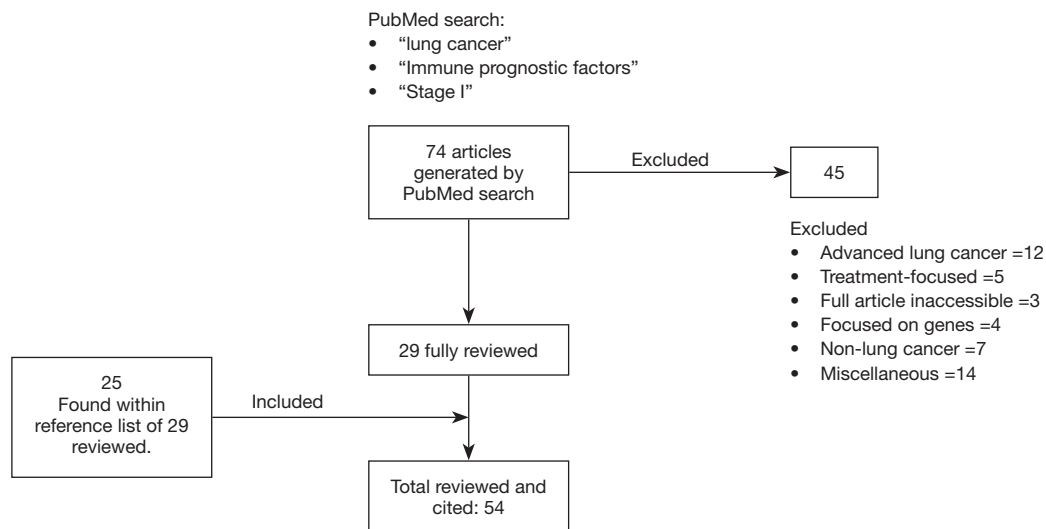 PubMed search:
• “lung cancer”
• “Immune prognostic factors”
• “Stage I”
74 articles
generated by
PubMed search
Excluded
45
Excluded
• Advanced lung cancer =12
• Treatment-focused =5
• Full article inaccessible =3
• Focused on genes =4
• Non-lung cancer =7
• Miscellaneous =14
29 fully reviewed
25
Found within
reference list of 29
reviewed.
Included
Total reviewed and
cited: 54